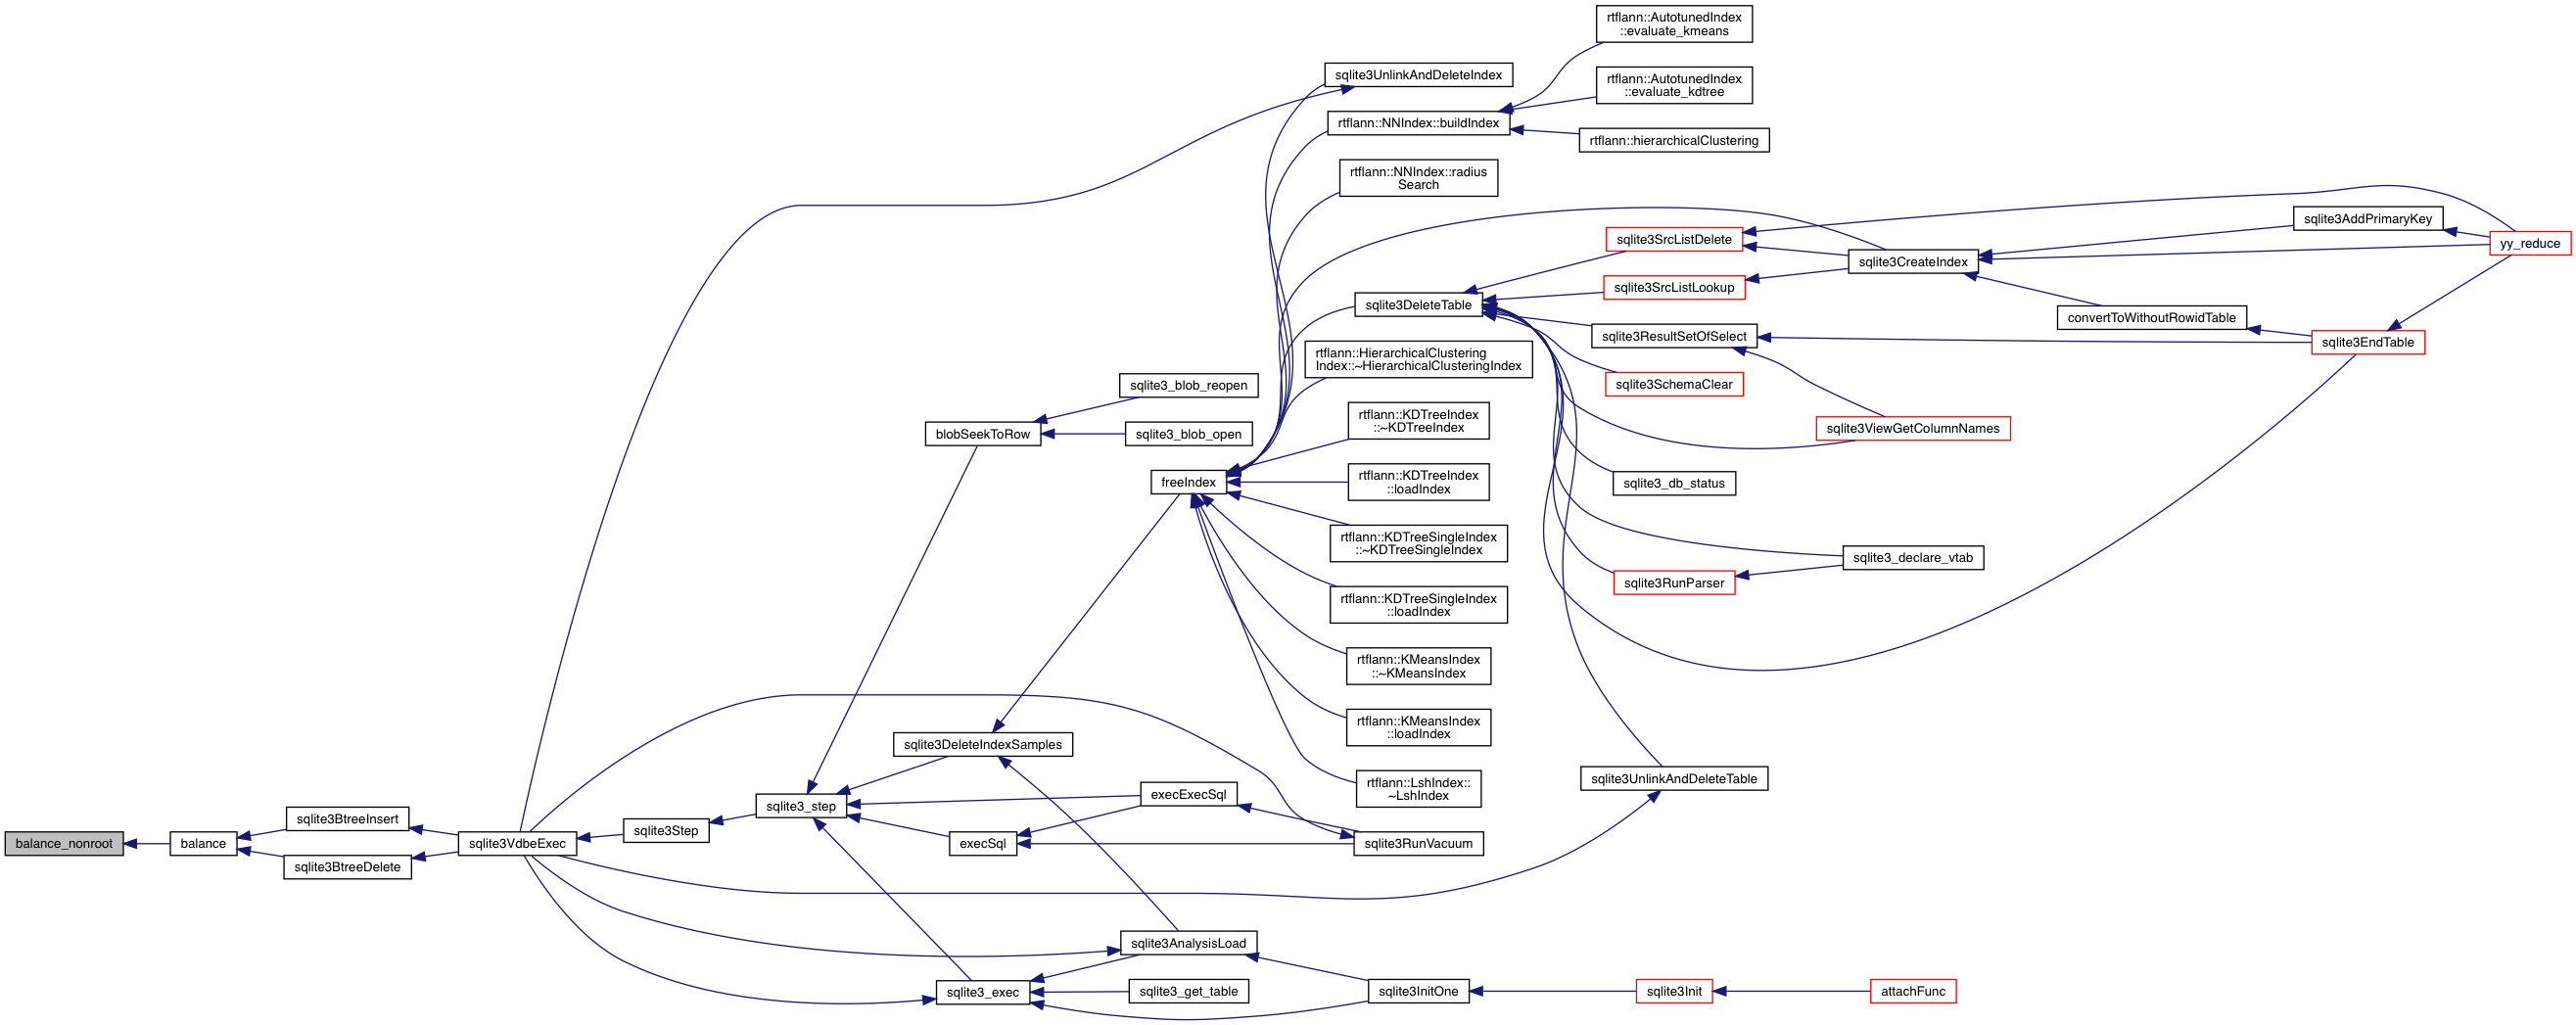 rtflann::AutotunedIndex
::evaluate_kmeans
sqlite3UnlinkAndDeleteIndex
rtflann::AutotunedIndex
::evaluate_kdtree
rtflann::NNIndex::buildIndex
rtflann::hierarchicalClustering
rtflann::NNIndex::radius
Search
sqlite3AddPrimaryKey
sqlite3SrcListDelete
yy_reduce
sqlite3CreateIndex
sqlite3SrcListLookup
sqlite3DeleteTable
convertToWithoutRowidTable
sqlite3ResultSetOfSelect
sqlite3EndTable
rtflann::HierarchicalClustering
Index::~HierarchicalClusteringIndex
sqlite3SchemaClear
sqlite3_blob_reopen
rtflann::KDTreeIndex
::~KDTreeIndex
sqlite3ViewGetColumnNames
blobSeekToRow
sqlite3_blob_open
freeIndex
rtflann::KDTreeIndex
::loadIndex
sqlite3_db_status
rtflann::KDTreeSingleIndex
::~KDTreeSingleIndex
sqlite3_declare_vtab
sqlite3RunParser
rtflann::KDTreeSingleIndex
::loadIndex
rtflann::KMeansIndex
::~KMeansIndex
rtflann::KMeansIndex
::loadIndex
sqlite3DeleteIndexSamples
sqlite3UnlinkAndDeleteTable
rtflann::LshIndex::
~LshIndex
execExecSql
sqlite3_step
sqlite3BtreeInsert
sqlite3Step
balance_nonroot
balance
sqlite3VdbeExec
execSql
sqlite3RunVacuum
sqlite3BtreeDelete
sqlite3AnalysisLoad
sqlite3_exec
sqlite3_get_table
sqlite3InitOne
sqlite3Init
attachFunc